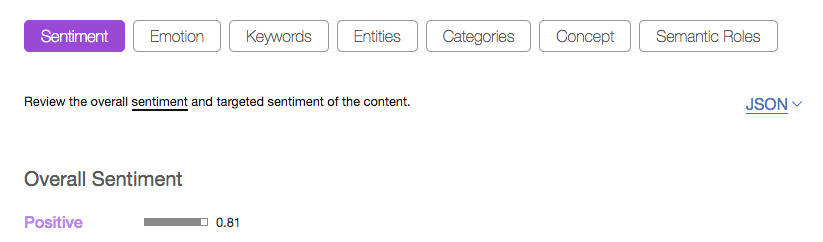 Sentiment Emotion Keywords Entities Categories Concept Semantic Roles
Review the overall sentiment and targeted sentiment of the content.
JSON
Overall Sentiment
Positive 0.81